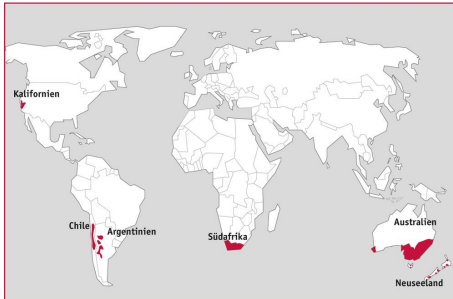 Kalifornien
Chile
Argentinien
Südafrika
Australien
Neuseeland